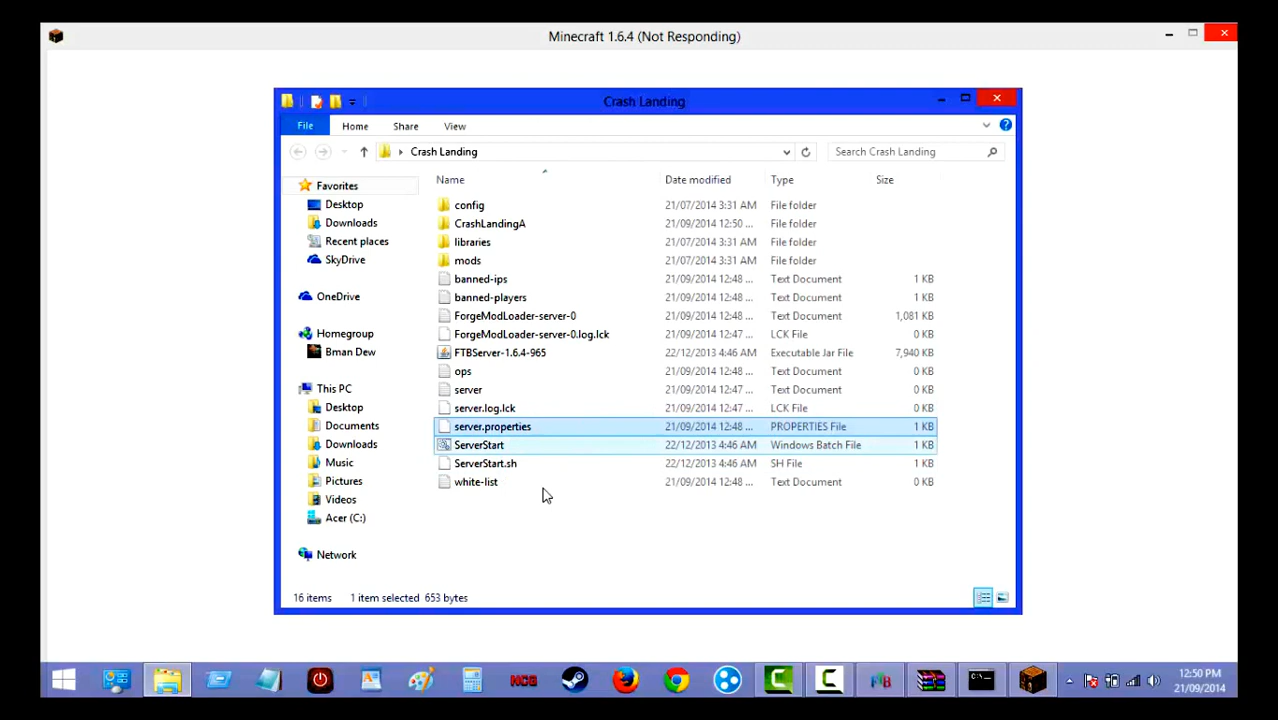 Minecraft 1.6.4 (Not Responding)
Crash Landing
File Home Share View
Crash Landing
Search Crash Landing
Name Date modified Type Size
Favorites
Desktop
Downloads
Recent places
SkyDrive
OneDrive
Homegroup
Bman Dew
This PC
Desktop
Documents
Downloads
Music
Pictures
Videos
Acer (C:)
Network
config 21/07/2014 3:31 AM File folder
CrashLandingA 21/09/2014 12:50 ... File folder
libraries 21/07/2014 3:31 AM File folder
mods 21/07/2014 3:31 AM File folder
banned-ips 21/09/2014 12:48 ... Text Document 1 KB
banned-players 21/09/2014 12:48 ... Text Document 1 KB
ForgeModLoader-server-0 21/09/2014 12:48 ... Text Document 1,081 KB
ForgeModLoader-server-0.log.lck 21/09/2014 12:47 ... LCK File 0 KB
FTBServer-1.6.4-965 22/12/2013 4:46 AM Executable Jar File 7,940 KB
ops 21/09/2014 12:48 ... Text Document 1 KB
server 21/09/2014 12:47 ... Text Document 0 KB
server.log.lck 21/09/2014 12:47 ... LCK File 0 KB
server.properties 21/09/2014 12:48 ... PROPERTIES File 1 KB
ServerStart 22/12/2013 4:46 AM Windows Batch File 1 KB
ServerStart.sh 22/12/2013 4:46 AM SH File 1 KB
white-list 21/09/2014 12:48 ... Text Document 0 KB
16 items 1 item selected 653 bytes
NCG
12:50 PM
21/09/2014